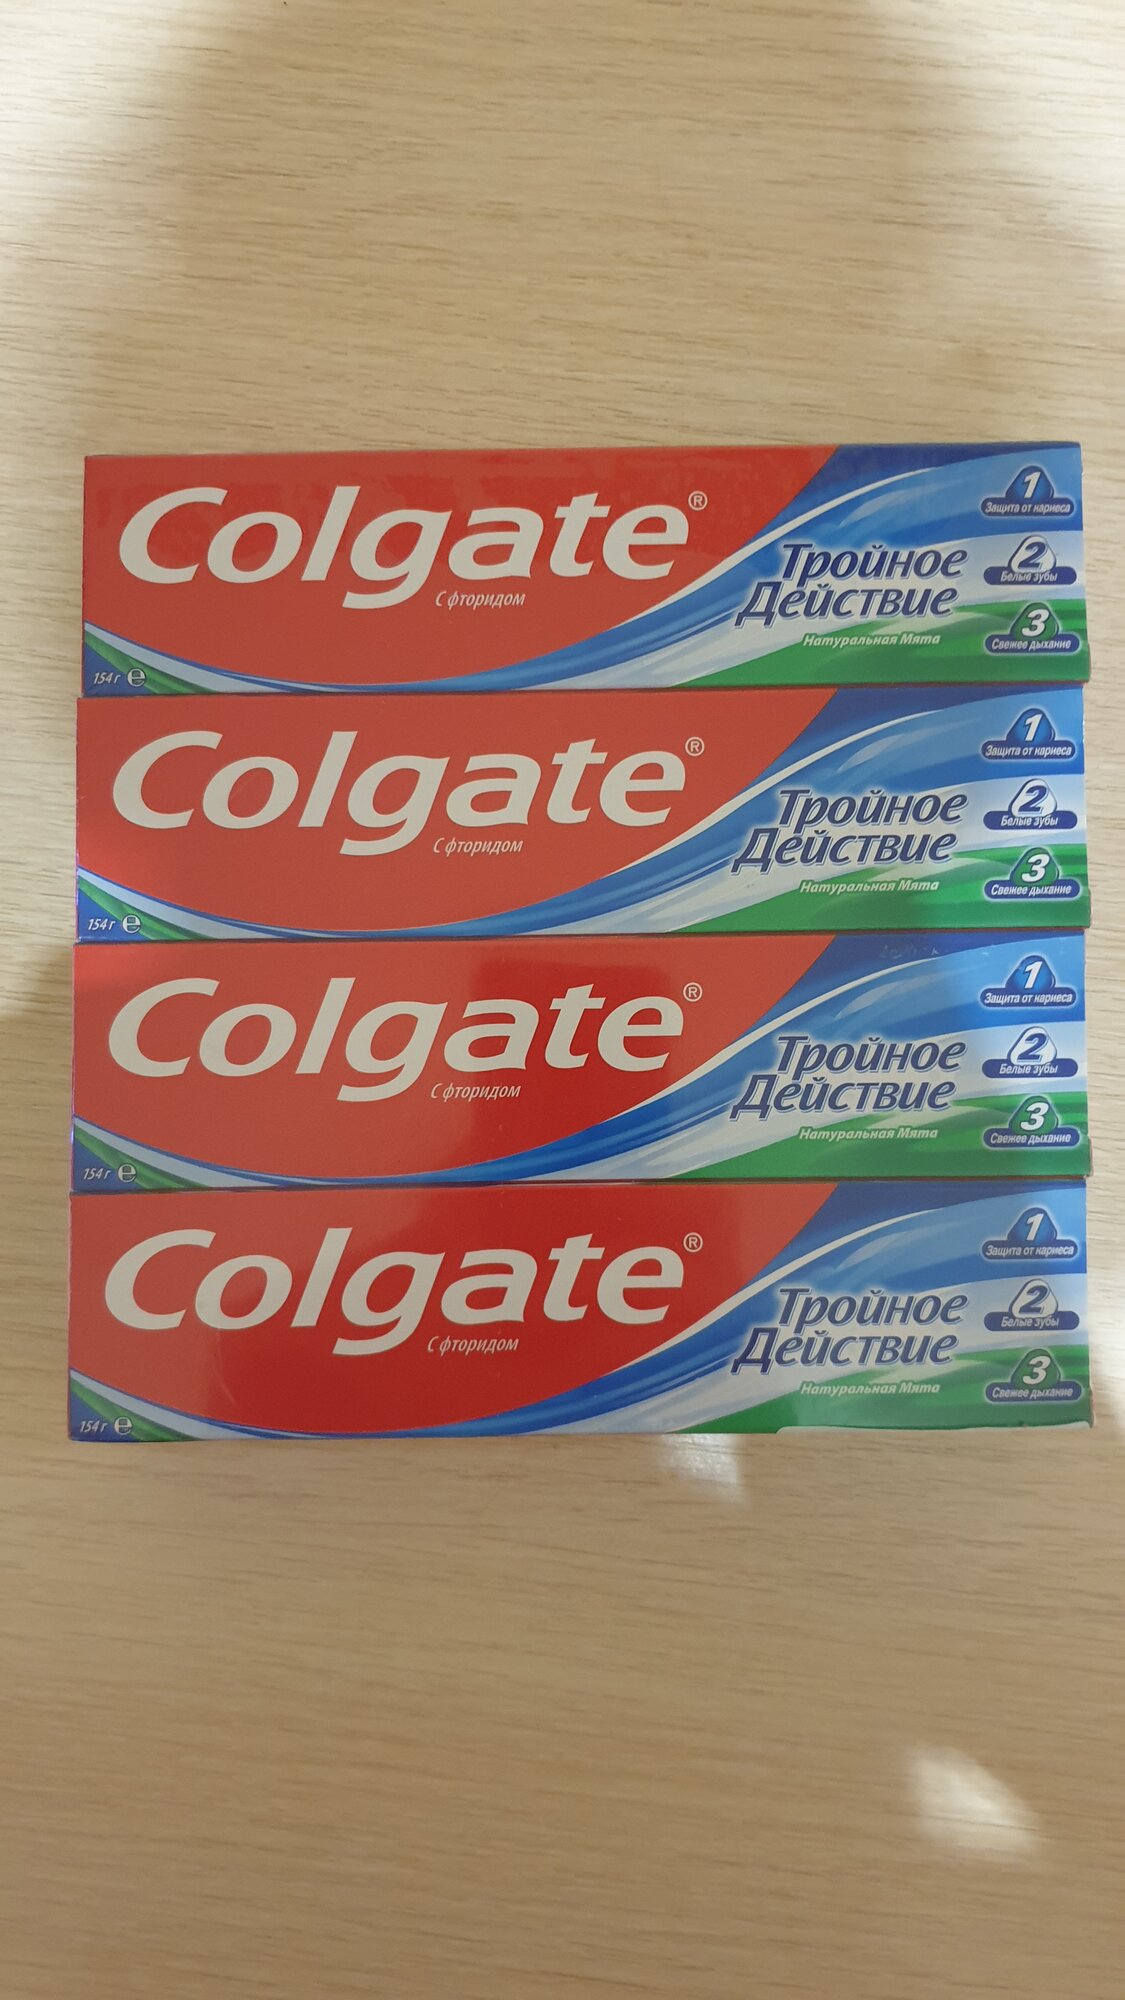 Colgate®
С фторидом
Тройное
Действие
Натуральная Мята
1
Защита от кариеса
2
Белые зубы
3
Свежее дыхание
154 г ℮
Colgate®
С фторидом
Тройное
Действие
Натуральная Мята
1
Защита от кариеса
2
Белые зубы
3
Свежее дыхание
154 г ℮
Colgate®
С фторидом
Тройное
Действие
Натуральная Мята
1
Защита от кариеса
2
Белые зубы
3
Свежее дыхание
154 г ℮
Colgate®
С фторидом
Тройное
Действие
Натуральная Мята
1
Защита от кариеса
2
Белые зубы
3
Свежее дыхание
154 г ℮